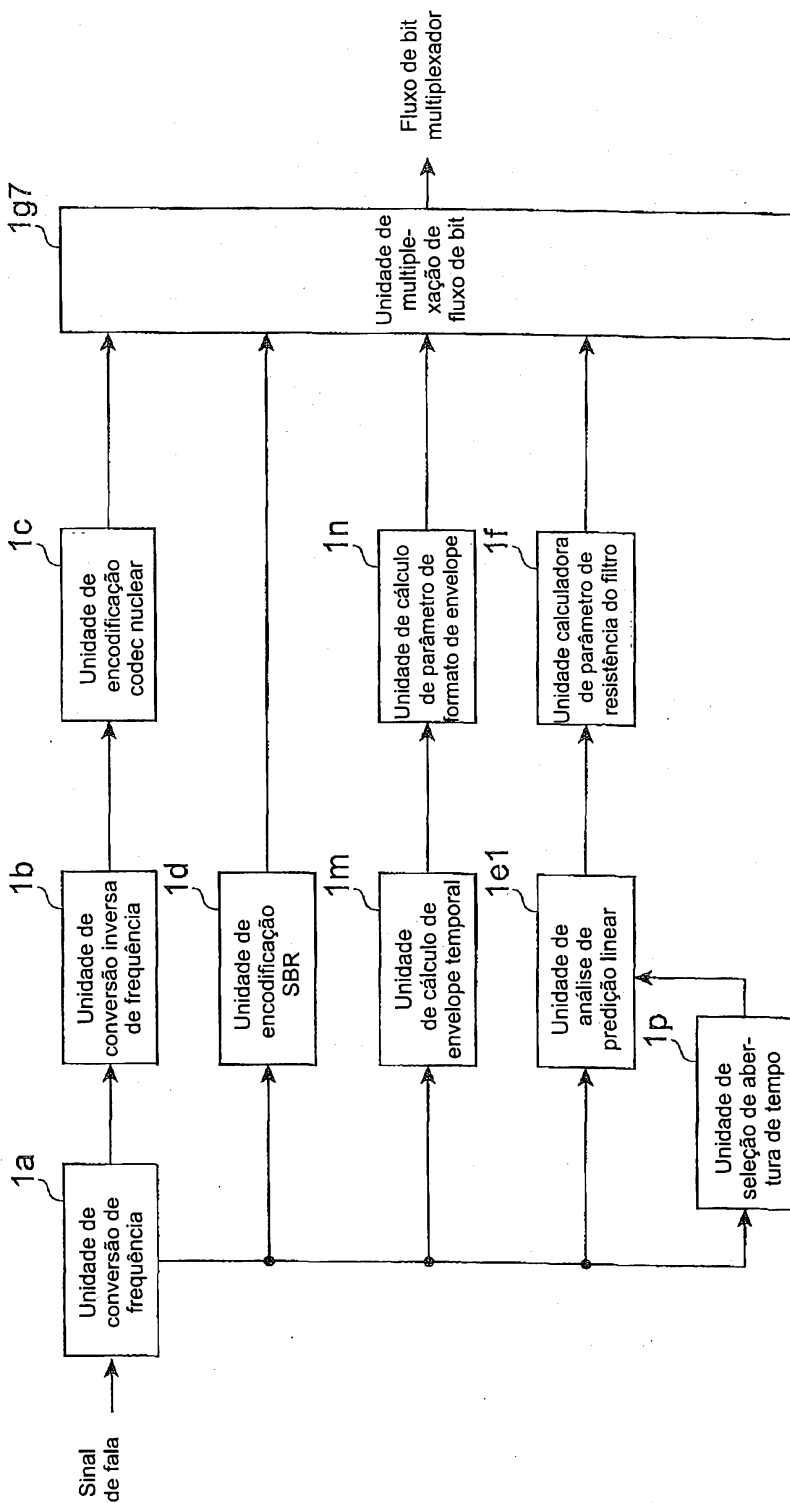 Sinal
de fala
1a
Unidade de
conversão de
frequência
1b
Unidade de
conversão inversa
de frequência
1c
Unidade de
encodificação
codec nuclear
1d
Unidade de
encodificação
SBR
1m
Unidade
de cálculo de
envelope temporal
1n
Unidade de cálculo
de parâmetro de
formato de envelope
1e1
Unidade de
análise de
predição linear
1f
Unidade calculadora
de parâmetro de
resistência do filtro
1p
Unidade de
seleção de aber-
tura de tempo
1g7
Unidade de
multiple-
xação de
fluxo de bit
Fluxo de bit
multiplexador